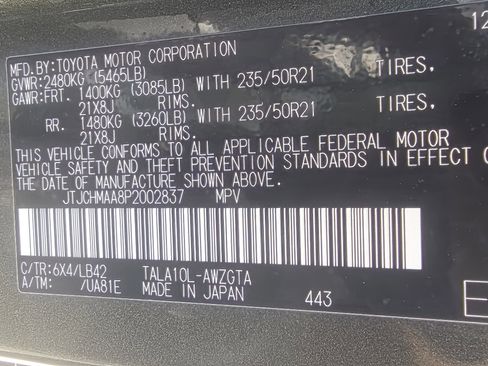 12
MFD.BY:TOYOTA MOTOR CORPORATION
GVWR:2480KG (5465LB)
GAWR:FRT. 1400KG (3085LB) WITH 235/50R21 TIRES,
21X8J RIMS.
RR. 1480KG (3260LB) WITH 235/50R21 TIRES,
21X8J RIMS.
THIS VEHICLE CONFORMS TO ALL APPLICABLE FEDERAL MOTOR
VEHICLE SAFETY AND THEFT PREVENTION STANDARDS IN EFFECT
DATE OF MANUFACTURE SHOWN ABOVE.
JTJCHMAA8P2002837 MPV
C/TR:6X4/LB42 TALA10L-AWZGTA
A/TM: /UA81E MADE IN JAPAN 443